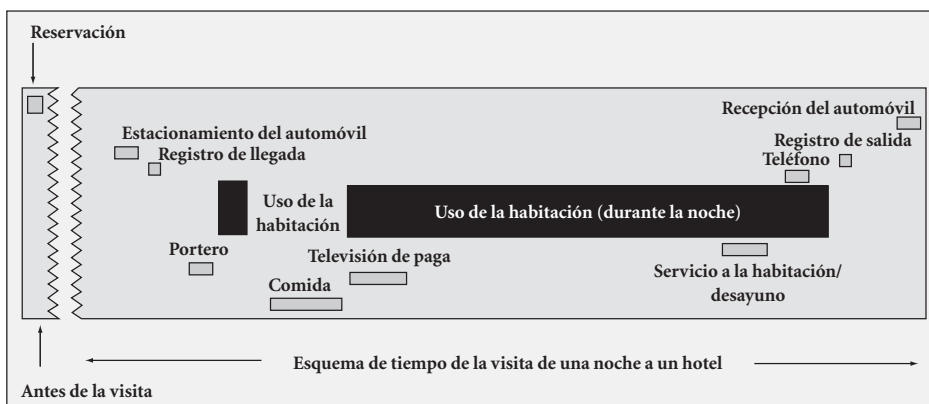 Reservación
Recepción del automóvil
Estacionamiento del automóvil
Registro de salida
Registro de llegada
Teléfono
Uso de la
habitación
Uso de la habitación (durante la noche)
Portero
Televisión de paga
Servicio a la habitación/
desayuno
Comida
Esquema de tiempo de la visita de una noche a un hotel
Antes de la visita